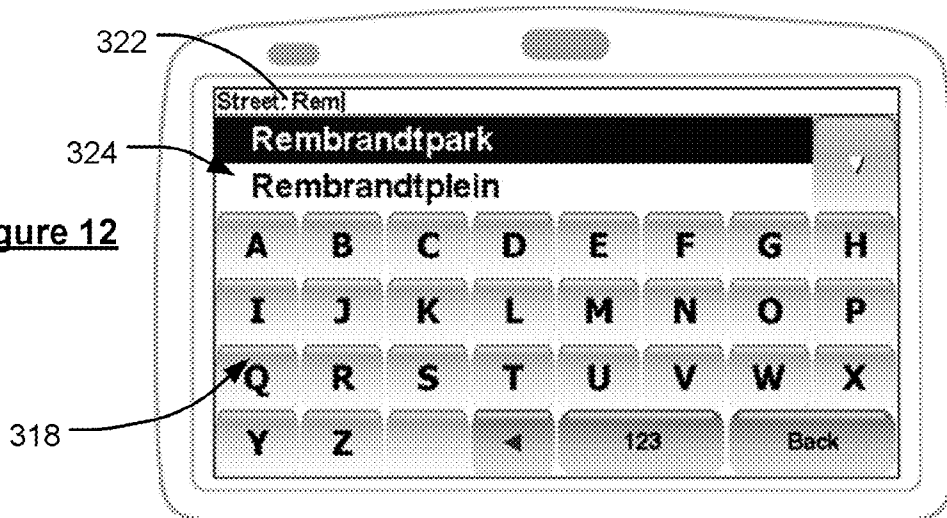 322
Street: Rem
Rembrandtpark
324
Rembrandtplein
gure 12
A B C D E F G H
I J K L M N O P
Q R S T U V W X
318
Y Z 123 Back